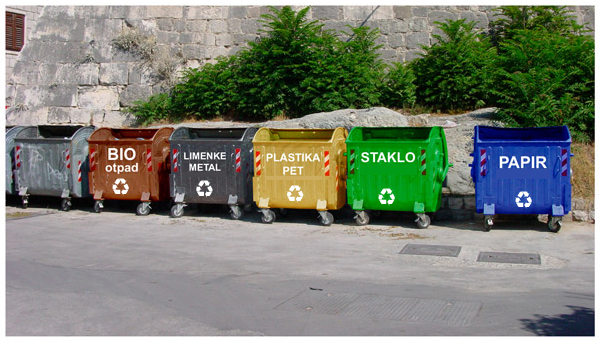 BIO
otpad
LIMENKE
METAL
PLASTIKA
PET
STAKLO
PAPIR